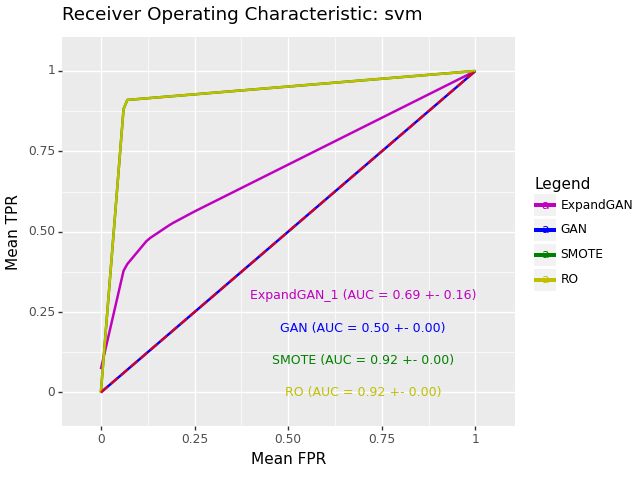 Receiver Operating Characteristic: svm
1
0.75
0.50
0.25
0
Mean TPR
ExpandGAN_1 (AUC = 0.69 +- 0.16)
GAN (AUC = 0.50 +- 0.00)
SMOTE (AUC = 0.92 +- 0.00)
RO (AUC = 0.92 +- 0.00)
0
0.25
0.50
0.75
1
Mean FPR
Legend
a ExpandGAN
a GAN
a SMOTE
a RO